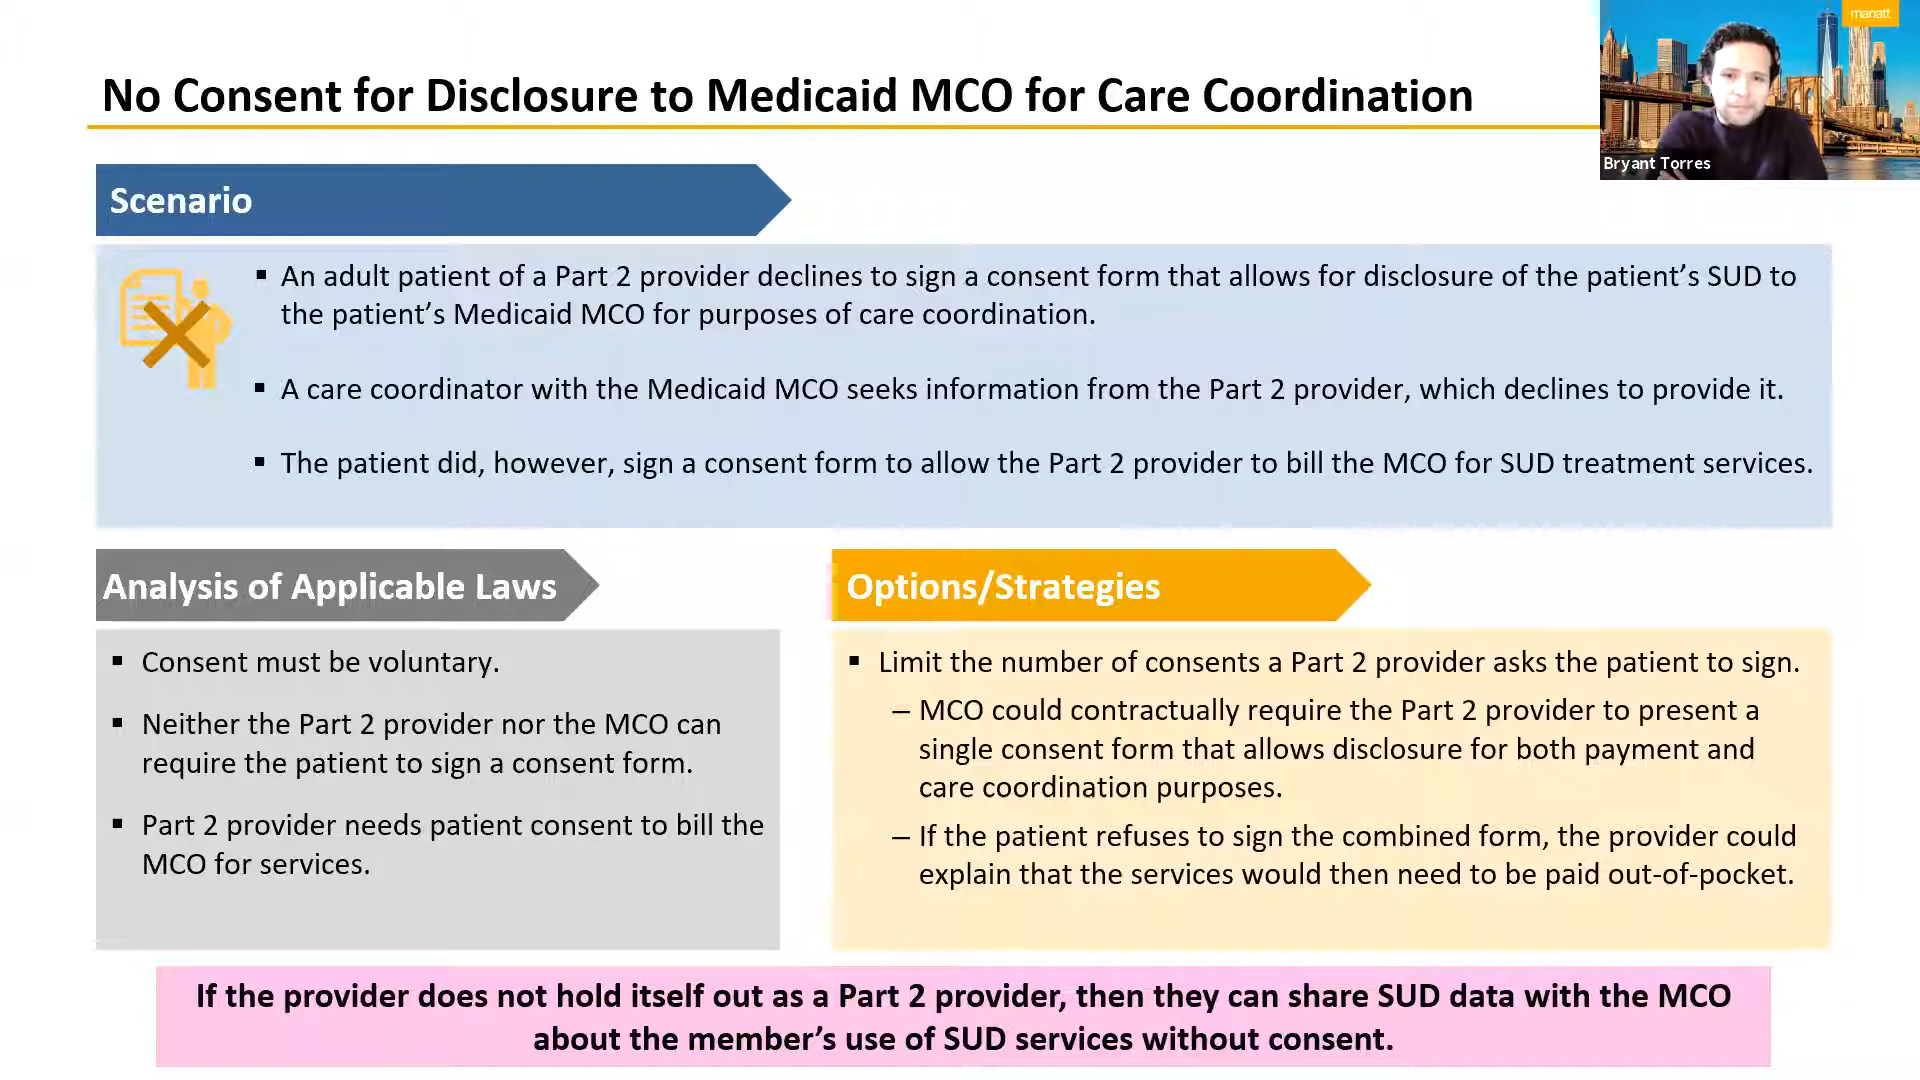 manatt
No Consent for Disclosure to Medicaid MCO for Care Coordination
Bryant Torres
Scenario
▪ An adult patient of a Part 2 provider declines to sign a consent form that allows for disclosure of the patient’s SUD to
the patient’s Medicaid MCO for purposes of care coordination.
▪ A care coordinator with the Medicaid MCO seeks information from the Part 2 provider, which declines to provide it.
▪ The patient did, however, sign a consent form to allow the Part 2 provider to bill the MCO for SUD treatment services.
Analysis of Applicable Laws
▪ Consent must be voluntary.
▪ Neither the Part 2 provider nor the MCO can
require the patient to sign a consent form.
▪ Part 2 provider needs patient consent to bill the
MCO for services.
Options/Strategies
▪ Limit the number of consents a Part 2 provider asks the patient to sign.
– MCO could contractually require the Part 2 provider to present a
single consent form that allows disclosure for both payment and
care coordination purposes.
– If the patient refuses to sign the combined form, the provider could
explain that the services would then need to be paid out-of-pocket.
If the provider does not hold itself out as a Part 2 provider, then they can share SUD data with the MCO
about the member’s use of SUD services without consent.